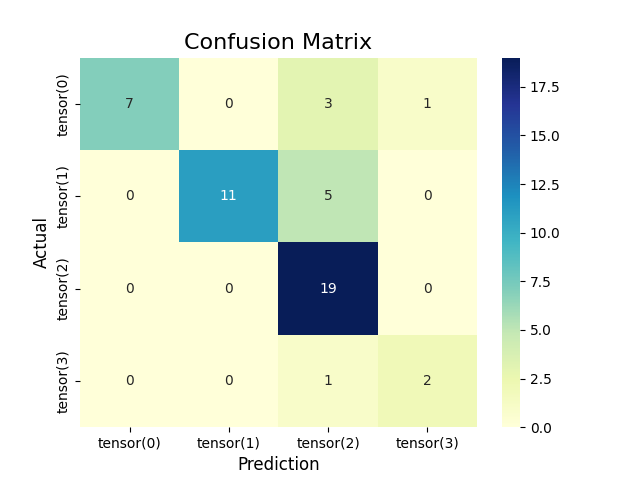 Confusion Matrix
Actual
tensor(0)
7 0 3 1
tensor(1)
0 11 5 0
tensor(2)
0 0 19 0
tensor(3)
0 0 1 2
tensor(0) tensor(1) tensor(2) tensor(3)
Prediction
17.5
15.0
12.5
10.0
7.5
5.0
2.5
0.0